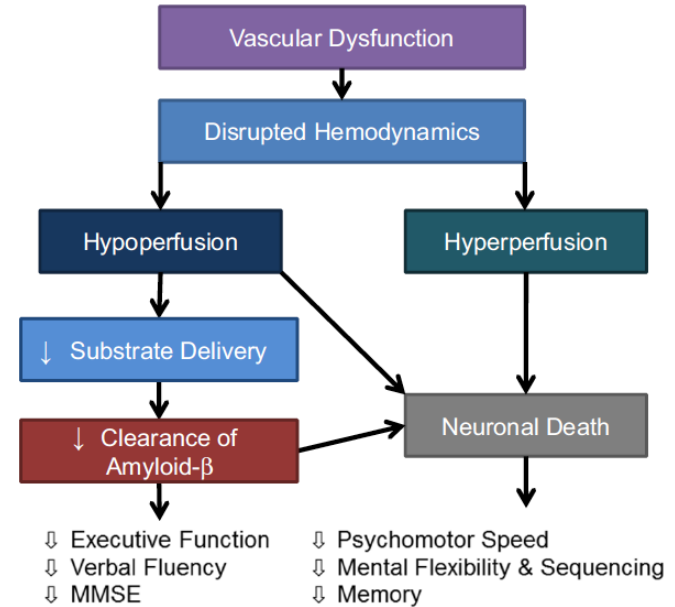 Vascular Dysfunction
Disrupted Hemodynamics
Hypoperfusion
Hyperperfusion
↓ Substrate Delivery
↓ Clearance of
Amyloid-β
Neuronal Death
⇩ Executive Function
⇩ Verbal Fluency
⇩ MMSE
⇩ Psychomotor Speed
⇩ Mental Flexibility & Sequencing
⇩ Memory